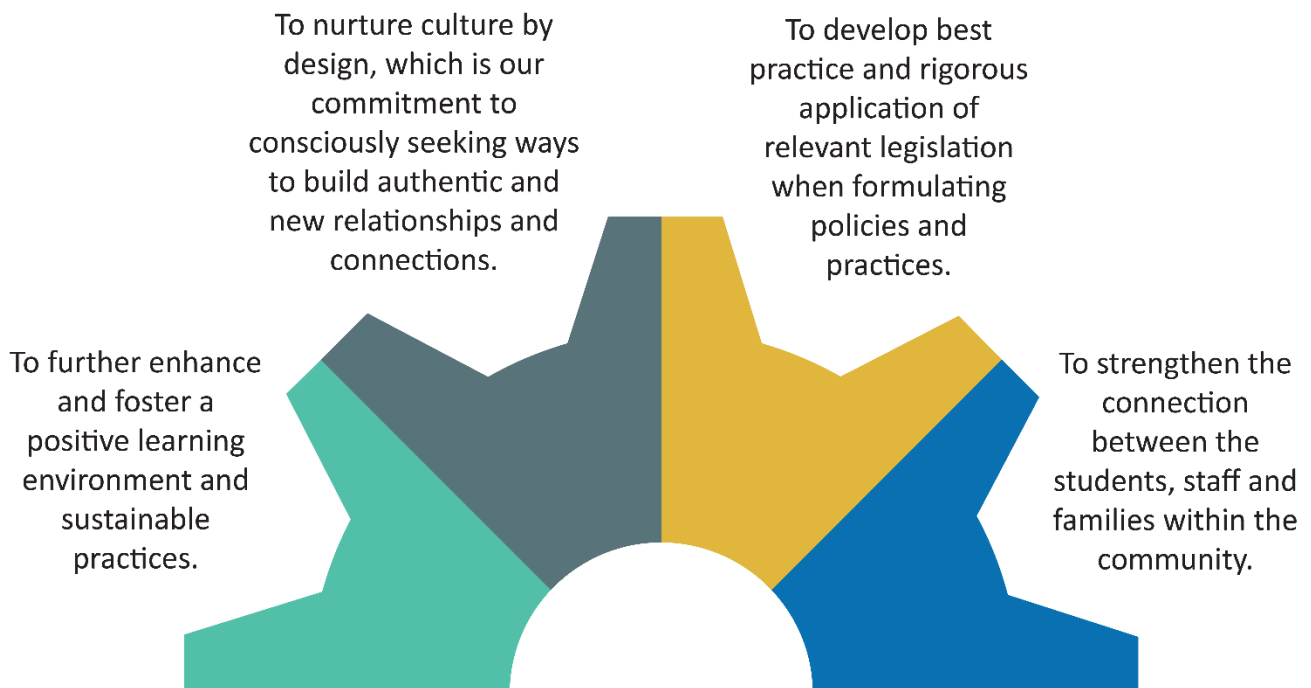 To nurture culture by
design, which is our
commitment to
consciously seeking ways
to build authentic and
new relationships and
connections.
To develop best
practice and rigorous
application of
relevant legislation
when formulating
policies and
practices.
To further enhance
and foster a
positive learning
environment and
sustainable
practices.
To strengthen the
connection
between the
students, staff and
families within the
community.